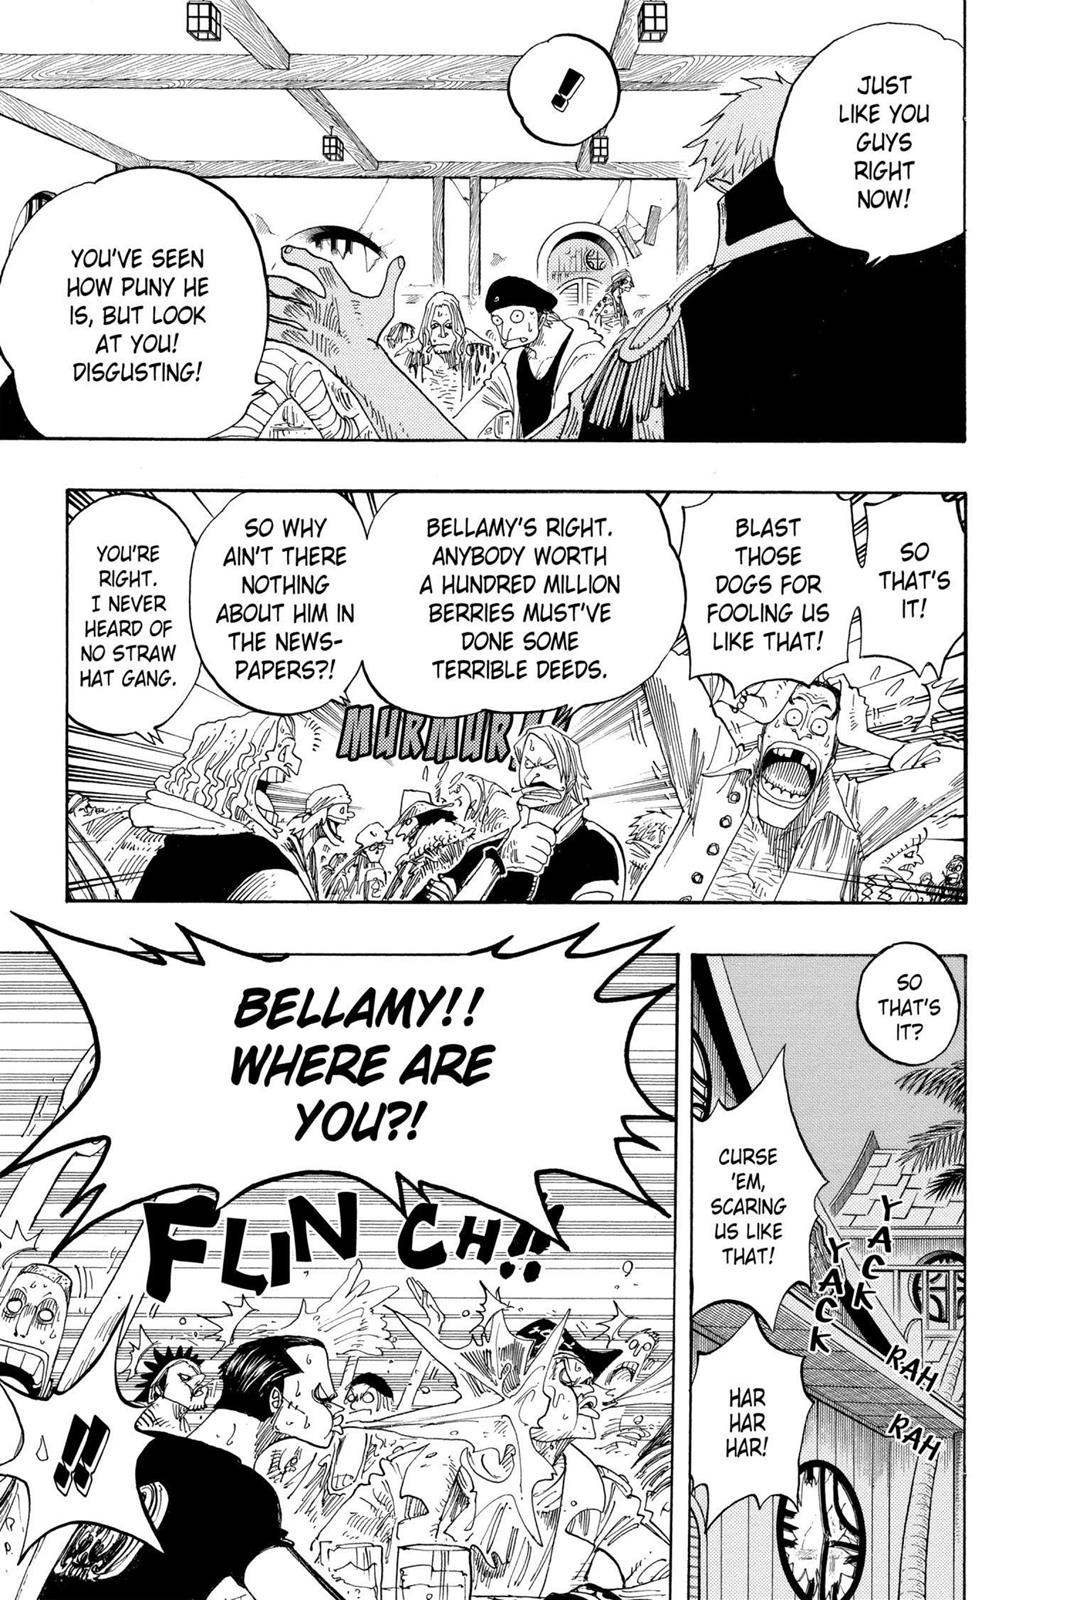 JUST
LIKE YOU
GUYS
RIGHT
NOW!
!!
YOU'VE SEEN
HOW PUNY HE
IS, BUT LOOK
AT YOU!
DISGUSTING!
SO
THAT'S
IT!
BLAST
THOSE
DOGS FOR
FOOLING US
LIKE THAT!
BELLAMY'S RIGHT.
ANYBODY WORTH
A HUNDRED MILLION
BERRIES MUST'VE
DONE SOME
TERRIBLE DEEDS.
SO WHY
AIN'T THERE
NOTHING
ABOUT HIM IN
THE NEWS-
PAPERS?!
YOU'RE
RIGHT.
I NEVER
HEARD OF
NO STRAW
HAT GANG.
MURMUR
SO
THAT'S
IT?
CURSE
'EM,
SCARING
US LIKE
THAT!
YACK
YACK
RAH
RAH
HAR
HAR
HAR!
BELLAMY!!
WHERE ARE
YOU?!
FLINCH!!
!!